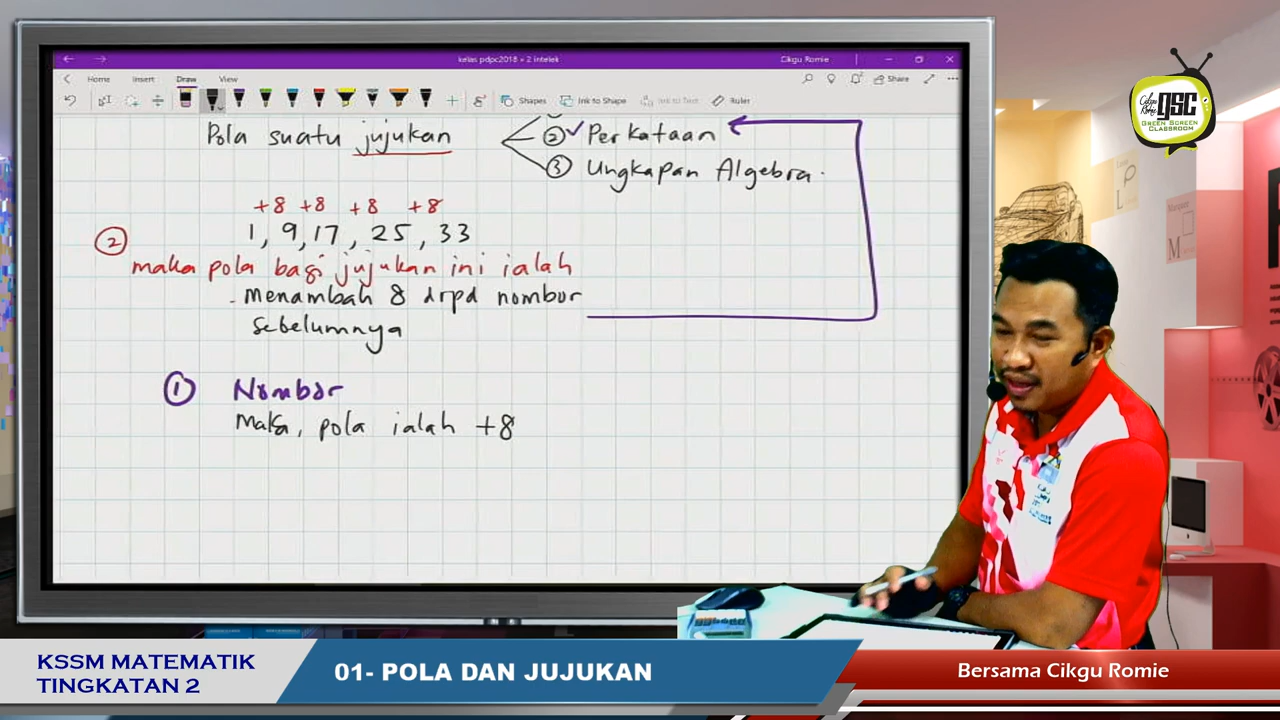 kelas pdpc2018 » 2 intelek
Cikgu Romie
Home Insert Draw View
Share
Shapes Ink to Shape Ink to Text Ruler
Pola suatu jujukan
② ✓ Perkataan
③ Ungkapan Algebra.
+8 +8 +8 +8
1, 9, 17, 25, 33
②
maka pola bagi jujukan ini ialah
menambah 8 drpd nombor
sebelumnya
① Nombor
Maka, pola ialah +8
Cikgu Romie GSC
GREEN SCREEN
CLASSROOM
P
M
KSSM MATEMATIK
TINGKATAN 2
01- POLA DAN JUJUKAN
Bersama Cikgu Romie